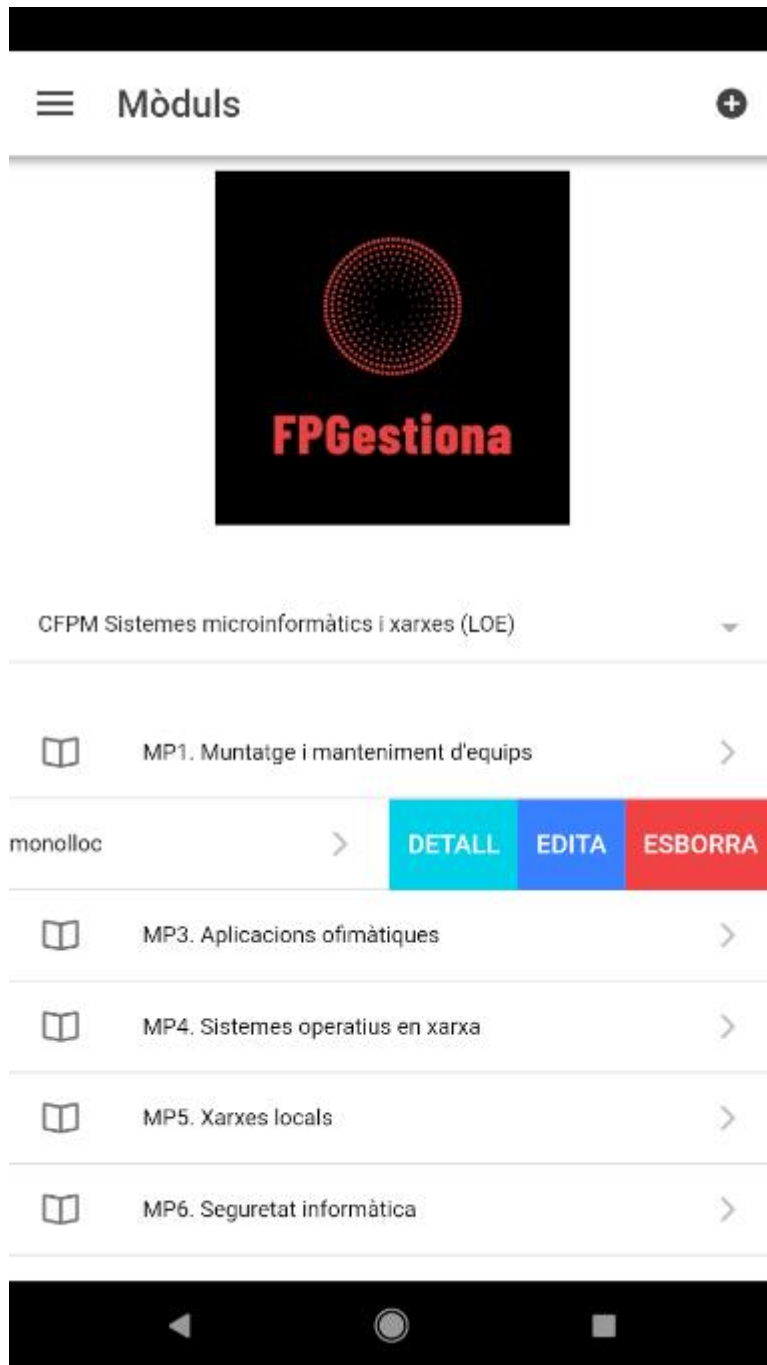 Mòduls
FPGestiona
CFPM Sistemes microinformàtics i xarxes (LOE)
MP1. Muntatge i manteniment d'equips
monolloc DETALL EDITA ESBORRA
MP3. Aplicacions ofimàtiques
MP4. Sistemes operatius en xarxa
MP5. Xarxes locals
MP6. Seguretat informàtica